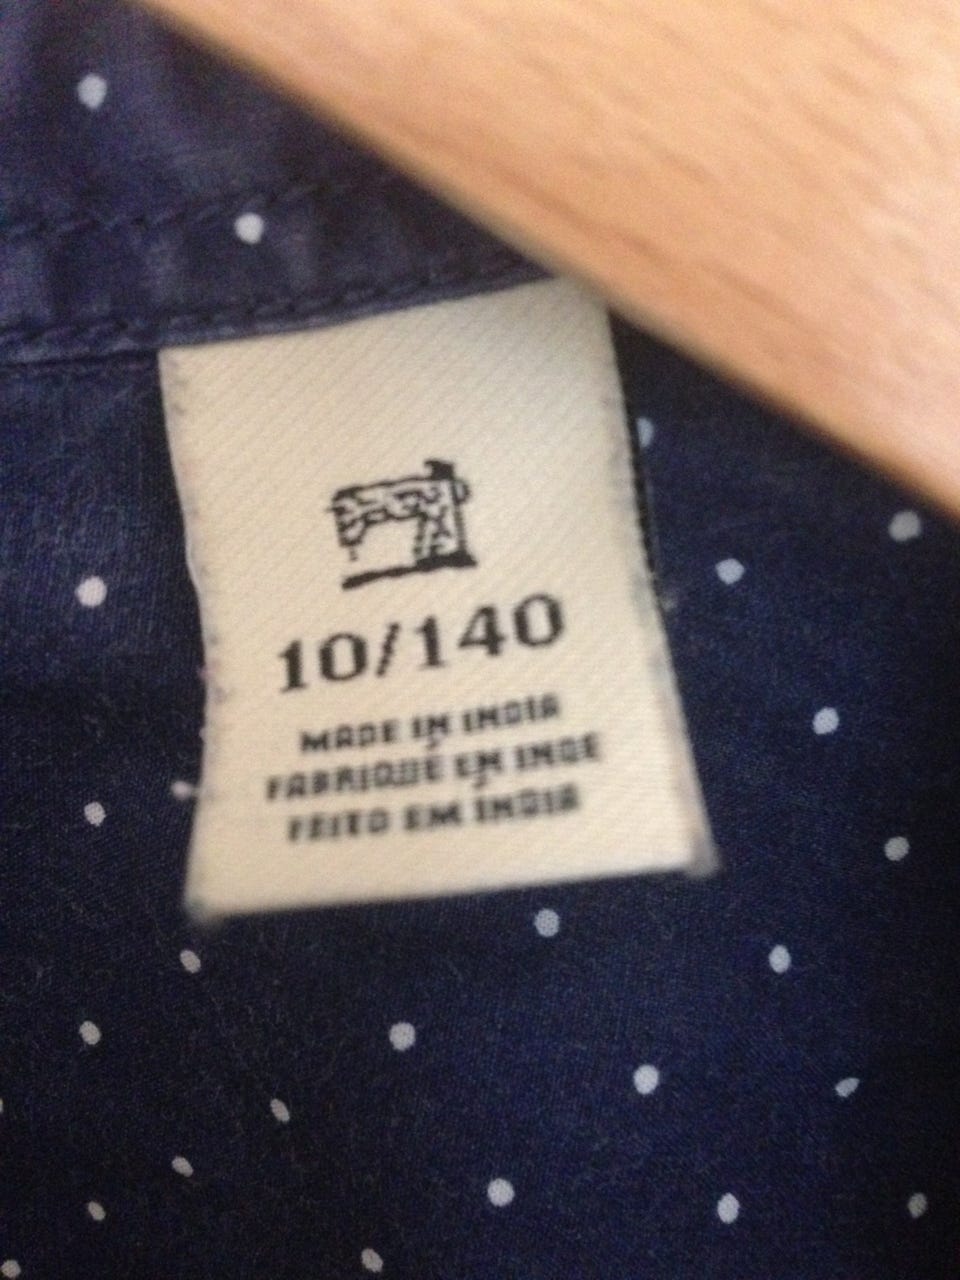 10/140
MADE IN INDIA
FABRIQUÉ EN INDE
FEITO EM ÍNDIA